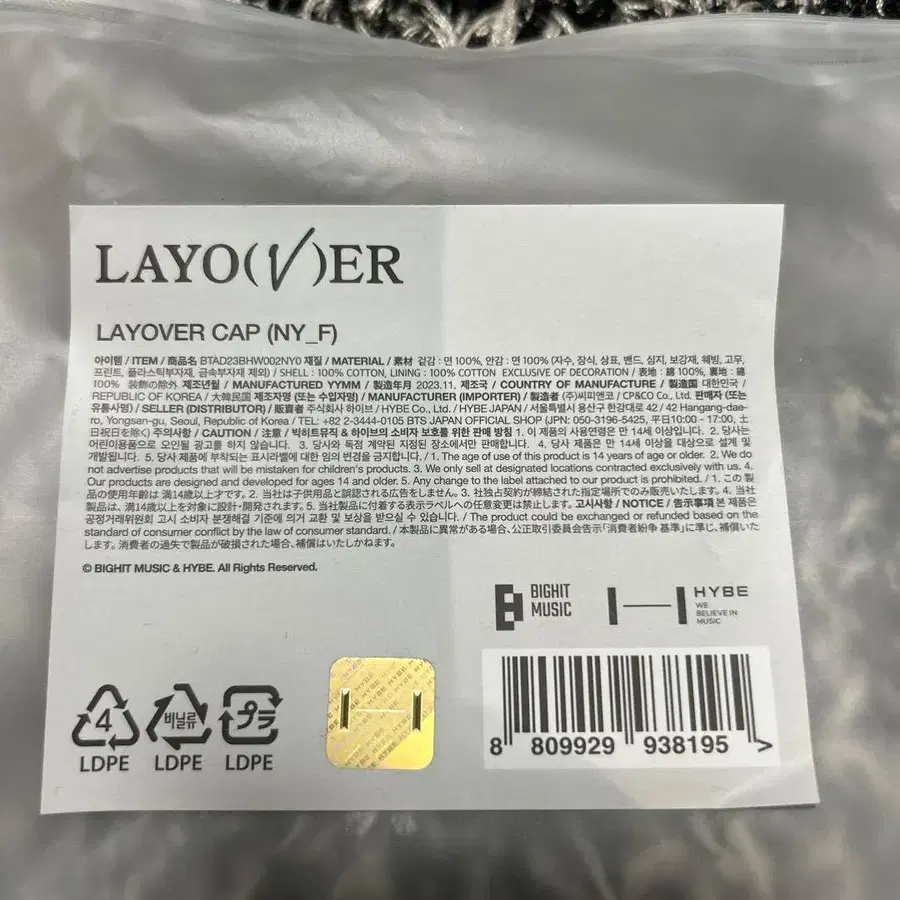 LAYO(V)ER
LAYOVER CAP (NY_F)
아이템 / ITEM / 商品名 BTAD23BHW002NY0 재질 / MATERIAL / 素材 겉감 : 면 100%, 안감 : 면 100% (자수, 장식, 상표, 밴드, 심지, 보강재, 웨빙, 고무,
프린트, 플라스틱부자재, 금속부자재 제외) / SHELL : 100% COTTON, LINING : 100% COTTON EXCLUSIVE OF DECORATION / 表地 : 綿 100%, 裏地 : 綿
100% 装飾の除外 제조년월 / MANUFACTURED YYMM / 製造年月 2023.11. 제조국 / COUNTRY OF MANUFACTURE / 製造国 대한민국 /
REPUBLIC OF KOREA / 大韓民国 제조자명 (또는 수입자명) / MANUFACTURER (IMPORTER) / 製造者 (주)씨피앤코 / CP&CO Co., Ltd. 판매자 (또는
유통사명) / SELLER (DISTRIBUTOR) / 販賣者 주식회사 하이브 / HYBE Co., Ltd. / HYBE JAPAN / 서울특별시 용산구 한강대로 42 / 42 Hangang-dae-
ro, Yongsan-gu, Seoul, Republic of Korea / TEL: +82 2-3444-0105 BTS JAPAN OFFICIAL SHOP (JPN: 050-3196-5425, 平日10:00 - 17:00, 土
日祝日を除く) 주의사항 / CAUTION / 注意 / 빅히트뮤직 & 하이브의 소비자 보호를 위한 판매 방침 1. 이 제품의 사용연령은 만 14세 이상입니다. 2. 당사는
어린이용품으로 오인될 광고를 하지 않습니다. 3. 당사와 독점 계약된 지정된 장소에서만 판매합니다. 4. 당사 제품은 만 14세 이상을 대상으로 설계 및
개발됩니다. 5. 당사 제품에 부착되는 표시라벨에 대한 임의 변경을 금지합니다. / 1. The age of use of this product is 14 years of age or older. 2. We do
not advertise products that will be mistaken for children's products. 3. We only sell at designated locations contracted exclusively with us. 4.
Our products are designed and developed for ages 14 and older. 5. Any change to the label attached to our product is prohibited. / 1. この製
品の使用年齢は 満14歳以上才です。2. 当社は子供用品と誤認される広告をしません。3. 当社独占契約が締結された指定場所でのみ販売いたします。4. 当社
製品は、満14歳以上を対象に設計・開発されます。5. 当社製品に付着する表示ラベルへの任意変更は禁止します。고시사항 / NOTICE / 告示事項 본 제품은
공정거래위원회 고시 소비자 분쟁해결 기준에 의거 교환 및 보상을 받으실 수 있습니다. / The product could be exchanged or refunded based on the
standard of consumer conflict by the law of consumer standard. / 本製品に異常がある場合、公正取引委員会告示「消費者紛争 基準」に準じ、補償いた
します。消費者の過失で製品が破損された場合、補償はいたしかねます。
© BIGHIT MUSIC & HYBE. All Rights Reserved.
BIGHIT
MUSIC
HYBE
WE
BELIEVE IN
MUSIC
4
비닐류
プラ
LDPE
LDPE
LDPE
8 809929 938195 >